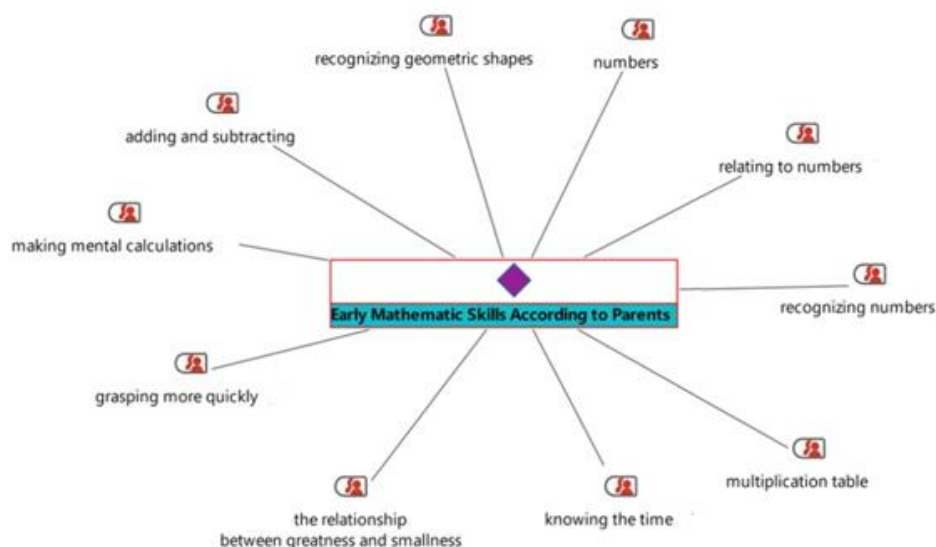 recognizing geometric shapes
numbers
adding and subtracting
relating to numbers
making mental calculations
recognizing numbers
Early Mathematic Skills According to Parents
grasping more quickly
multiplication table
the relationship
between greatness and smallness
knowing the time